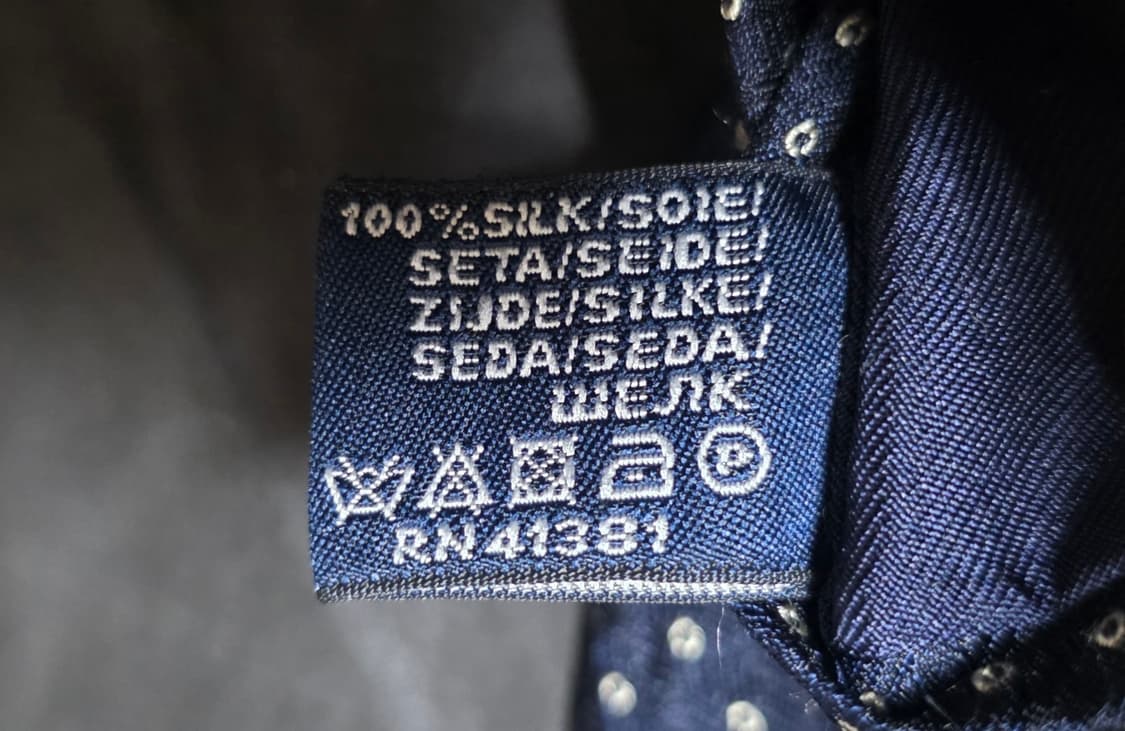 100% SILK/SOIE/
SETA/SEIDE/
ZIJDE/SILKE/
SEDA/SEDA/
ШЕЛК
P
RN41381